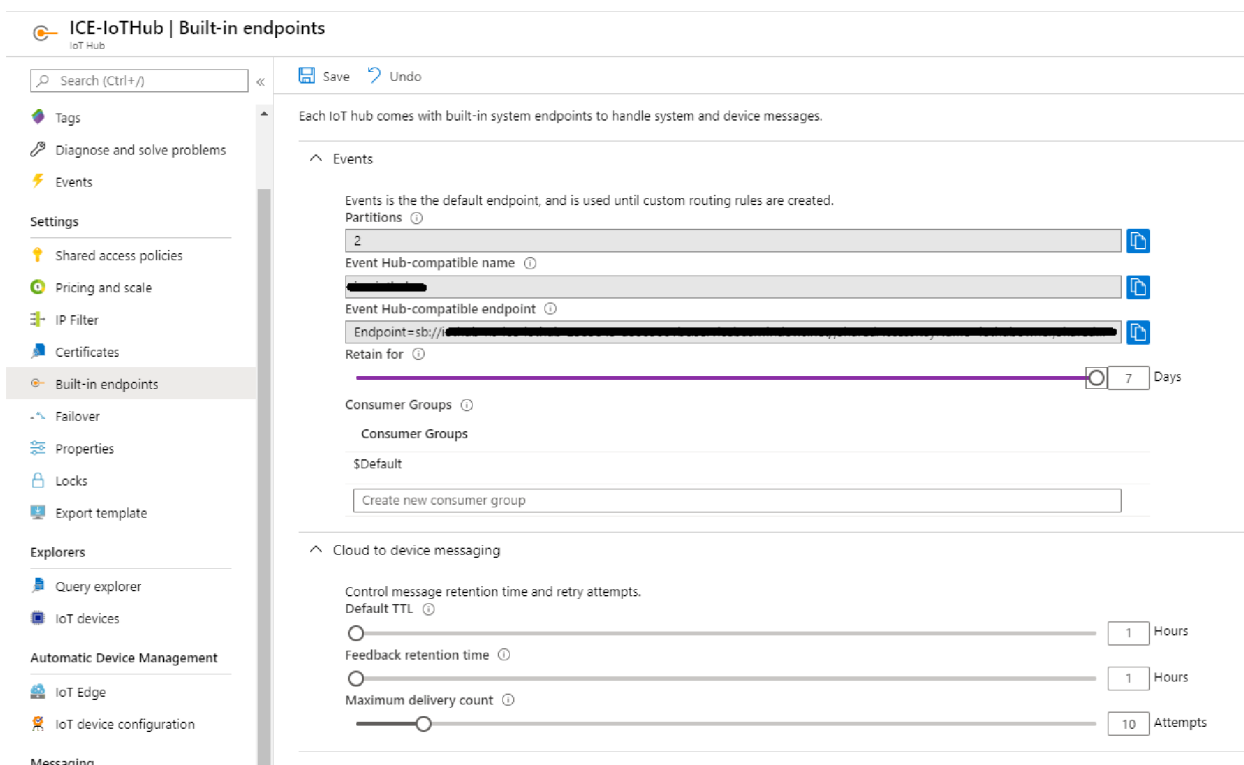 ICE-IoTHub | Built-in endpoints
IoT Hub
Search (Ctrl+/)
«
Tags
Diagnose and solve problems
Events
Settings
Shared access policies
Pricing and scale
IP Filter
Certificates
Built-in endpoints
Failover
Properties
Locks
Export template
Explorers
Query explorer
IoT devices
Automatic Device Management
IoT Edge
IoT device configuration
Messaging
Save Undo
Each IoT hub comes with built-in system endpoints to handle system and device messages.
Events
Events is the the default endpoint, and is used until custom routing rules are created.
Partitions
2
Event Hub-compatible name
Event Hub-compatible endpoint
Endpoint=sb://i
Retain for
7 Days
Consumer Groups
Consumer Groups
$Default
Create new consumer group
Cloud to device messaging
Control message retention time and retry attempts.
Default TTL
1 Hours
Feedback retention time
1 Hours
Maximum delivery count
10 Attempts